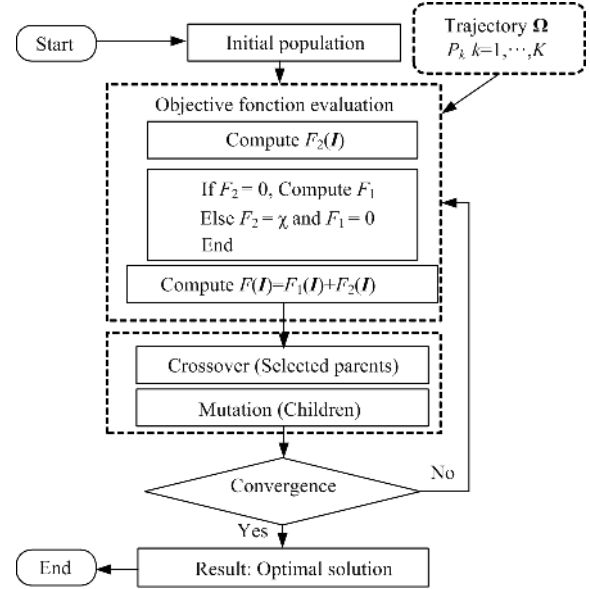 Start
Initial population
Trajectory Ω
Pₖ k=1,⋯,K
Objective fonction evaluation
Compute F₂(I)
If F₂ = 0, Compute F₁
Else F₂ = χ and F₁ = 0
End
Compute F(I)=F₁(I)+F₂(I)
Crossover (Selected parents)
Mutation (Children)
Convergence
No
Yes
End
Result: Optimal solution